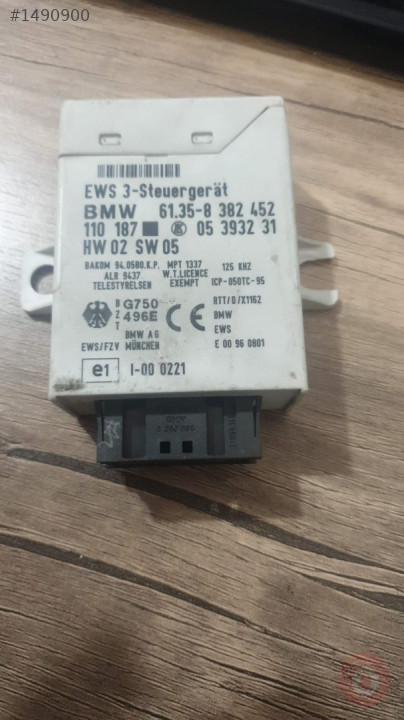 #1490900
EWS 3-Steuergerät
BMW 61.35-8 382 452
110 187 05 3932 31
HW 02 SW 05
BAKOM 94.0580.K.P. MPT 1337 125 KHZ
ALR 9437 W.T.LICENCE
TELESTYRELSEN EXEMPT ICP-050TC-95
BZT G750 496E CE RTT/D/X1162
BMW AG BMW
EWS/FZV MÜNCHEN EWS
E 00 96 0801
e1 I-00 0221